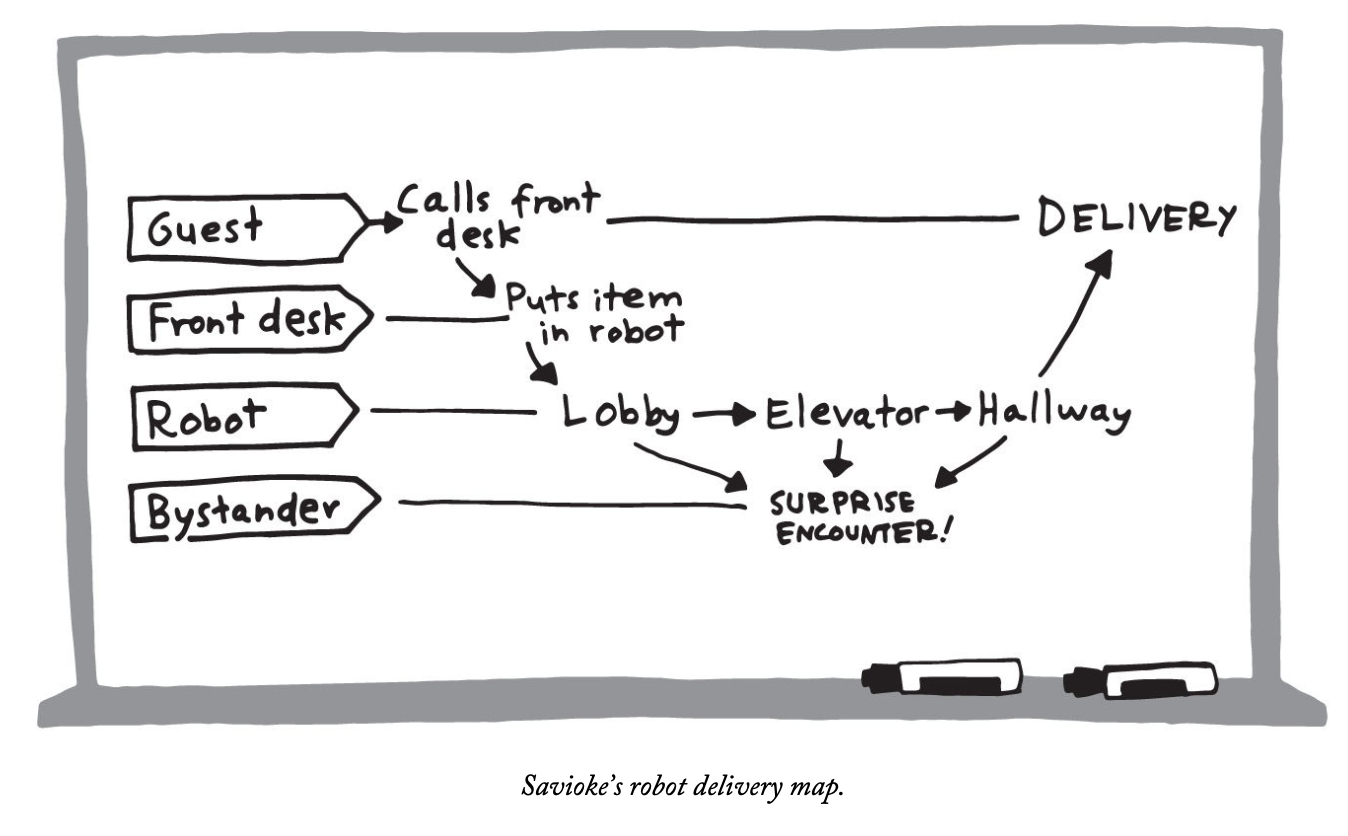 Guest
Calls front
desk
DELIVERY
Front desk
Puts item
in robot
Robot
Lobby
Elevator
Hallway
Bystander
SURPRISE
ENCOUNTER!
Savioke's robot delivery map.